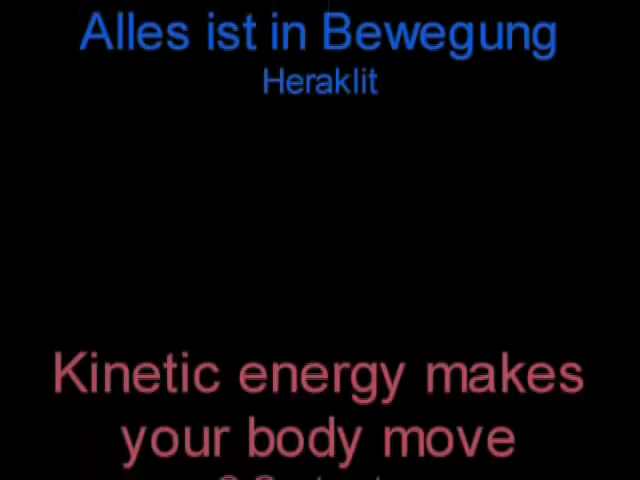 Alles ist in Bewegung
Heraklit
Kinetic energy makes
your body move